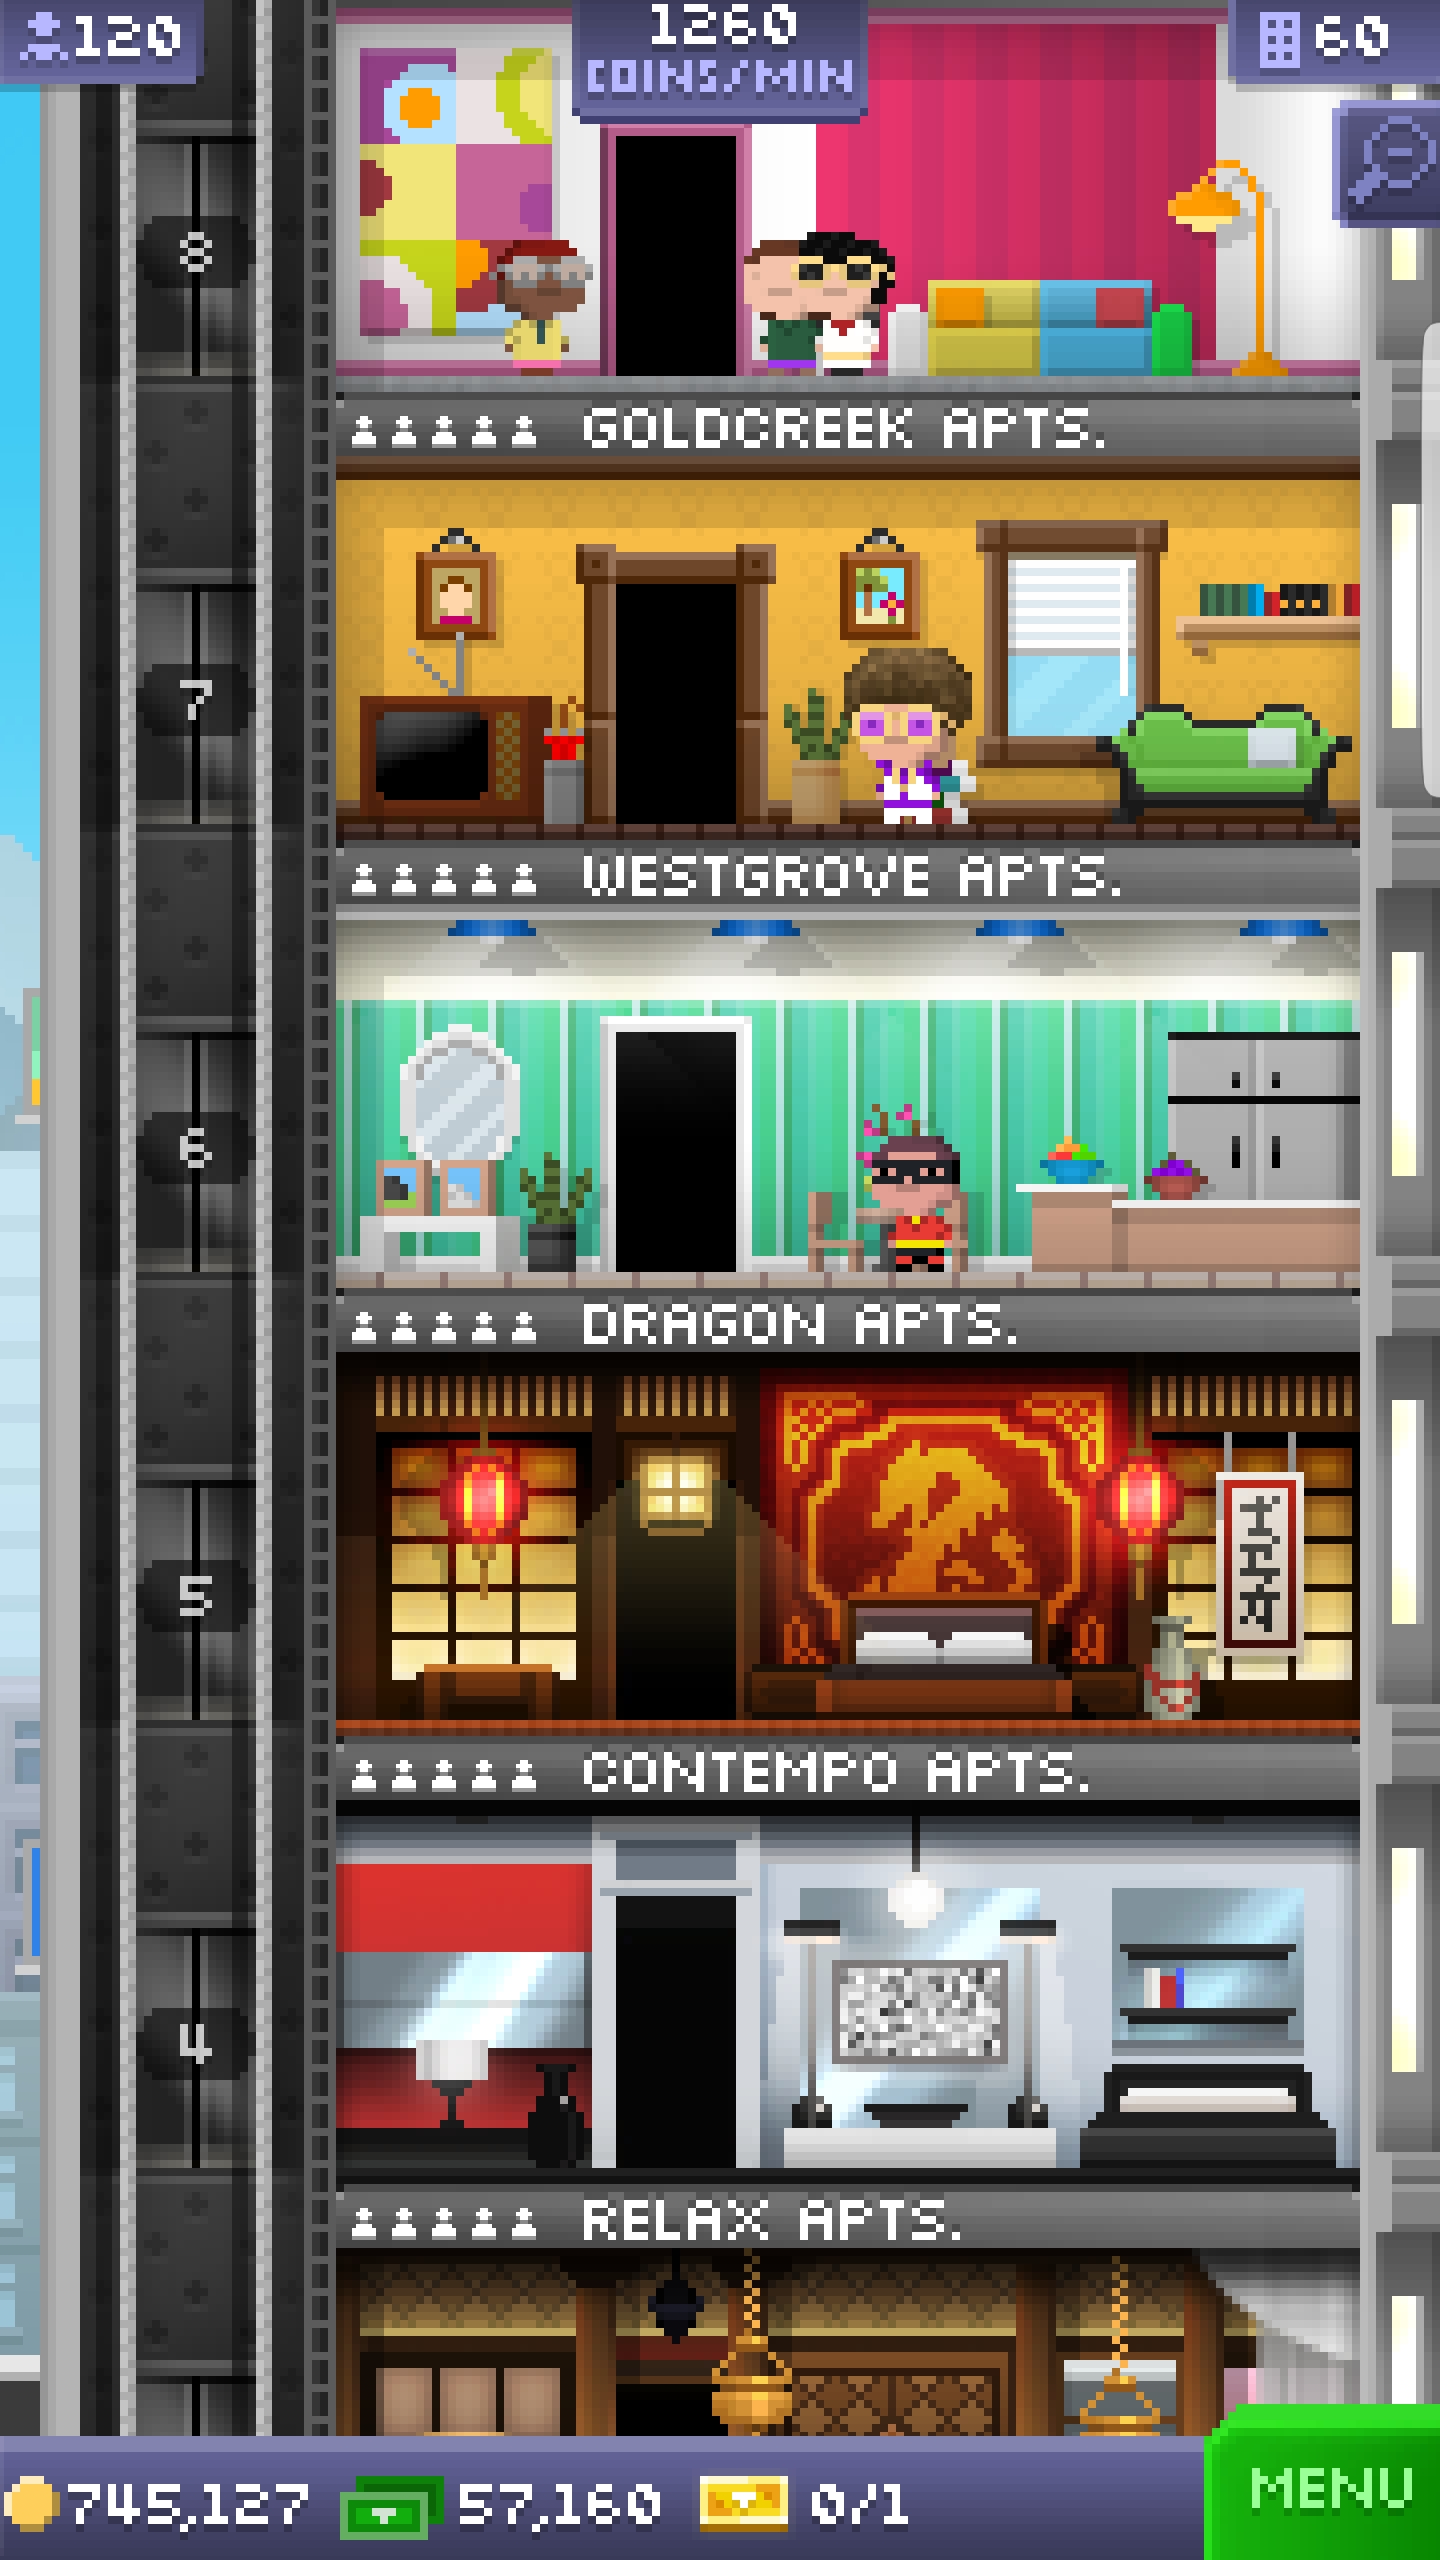 120
1260
COINS/MIN
60
8
GOLDCREEK APTS.
7
WESTGROVE APTS.
6
DRAGON APTS.
5
CONTEMPO APTS.
4
RELAX APTS.
745,127
57,160
0/1
MENU